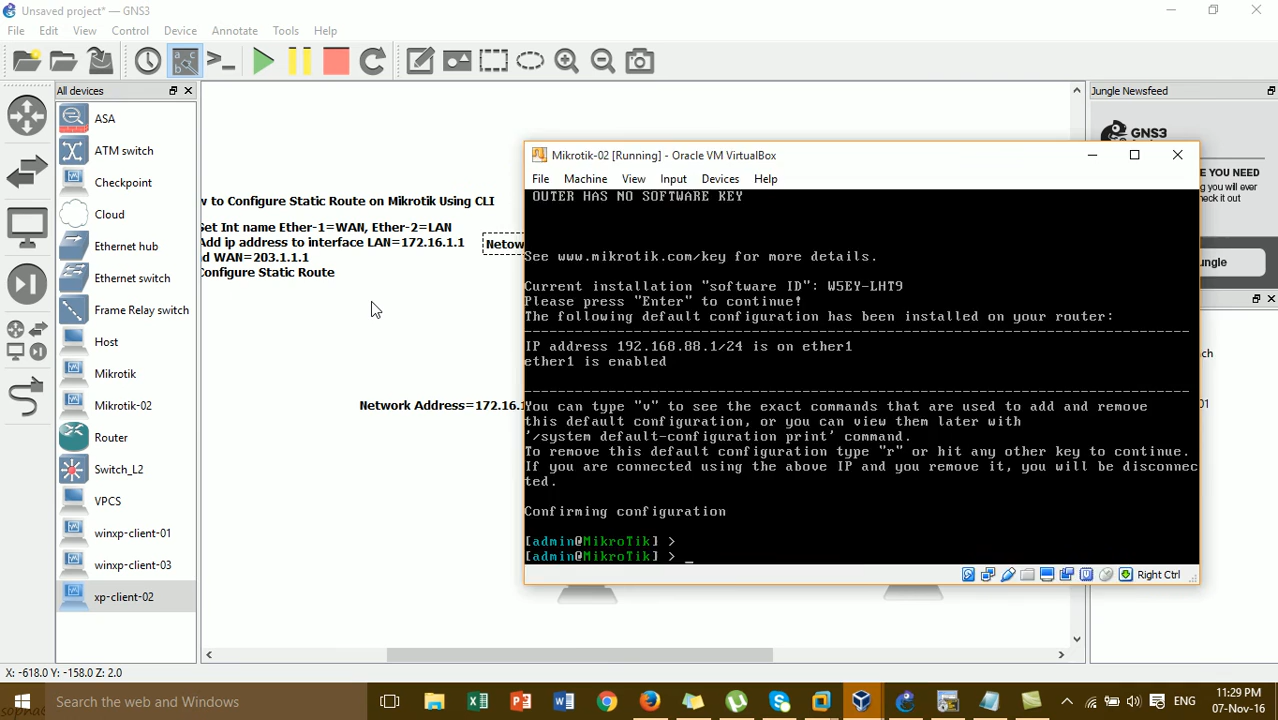 Unsaved project* — GNS3
File Edit View Control Device Annotate Tools Help
All devices
Jungle Newsfeed
ASA
ATM switch
Checkpoint
Cloud
Ethernet hub
Ethernet switch
Frame Relay switch
Host
Mikrotik
Mikrotik-02
Router
Switch_L2
VPCS
winxp-client-01
winxp-client-03
xp-client-02
w to Configure Static Route on Mikrotik Using CLI
Set Int name Ether-1=WAN, Ether-2=LAN
Add ip address to interface LAN=172.16.1.1
d WAN=203.1.1.1
Configure Static Route
Netow
Network Address=172.16.1
GNS3
E YOU NEED
ng you will ever
check it out
ungle
ch
01
Mikrotik-02 [Running] - Oracle VM VirtualBox
File Machine View Input Devices Help
OUTER HAS NO SOFTWARE KEY
See www.mikrotik.com/key for more details.
Current installation "software ID": W5EY-LHT9
Please press "Enter" to continue!
The following default configuration has been installed on your router:
-------------------------------------------------------------------------------
IP address 192.168.88.1/24 is on ether1
ether1 is enabled
-------------------------------------------------------------------------------
You can type "v" to see the exact commands that are used to add and remove
this default configuration, or you can view them later with
'/system default-configuration print' command.
To remove this default configuration type "r" or hit any other key to continue.
If you are connected using the above IP and you remove it, you will be disconnec
ted.
Confirming configuration
[admin@MikroTik] >
[admin@MikroTik] > _
Right Ctrl
X: -618.0 Y: -158.0 Z: 2.0
Search the web and Windows
ENG
11:29 PM
07-Nov-16